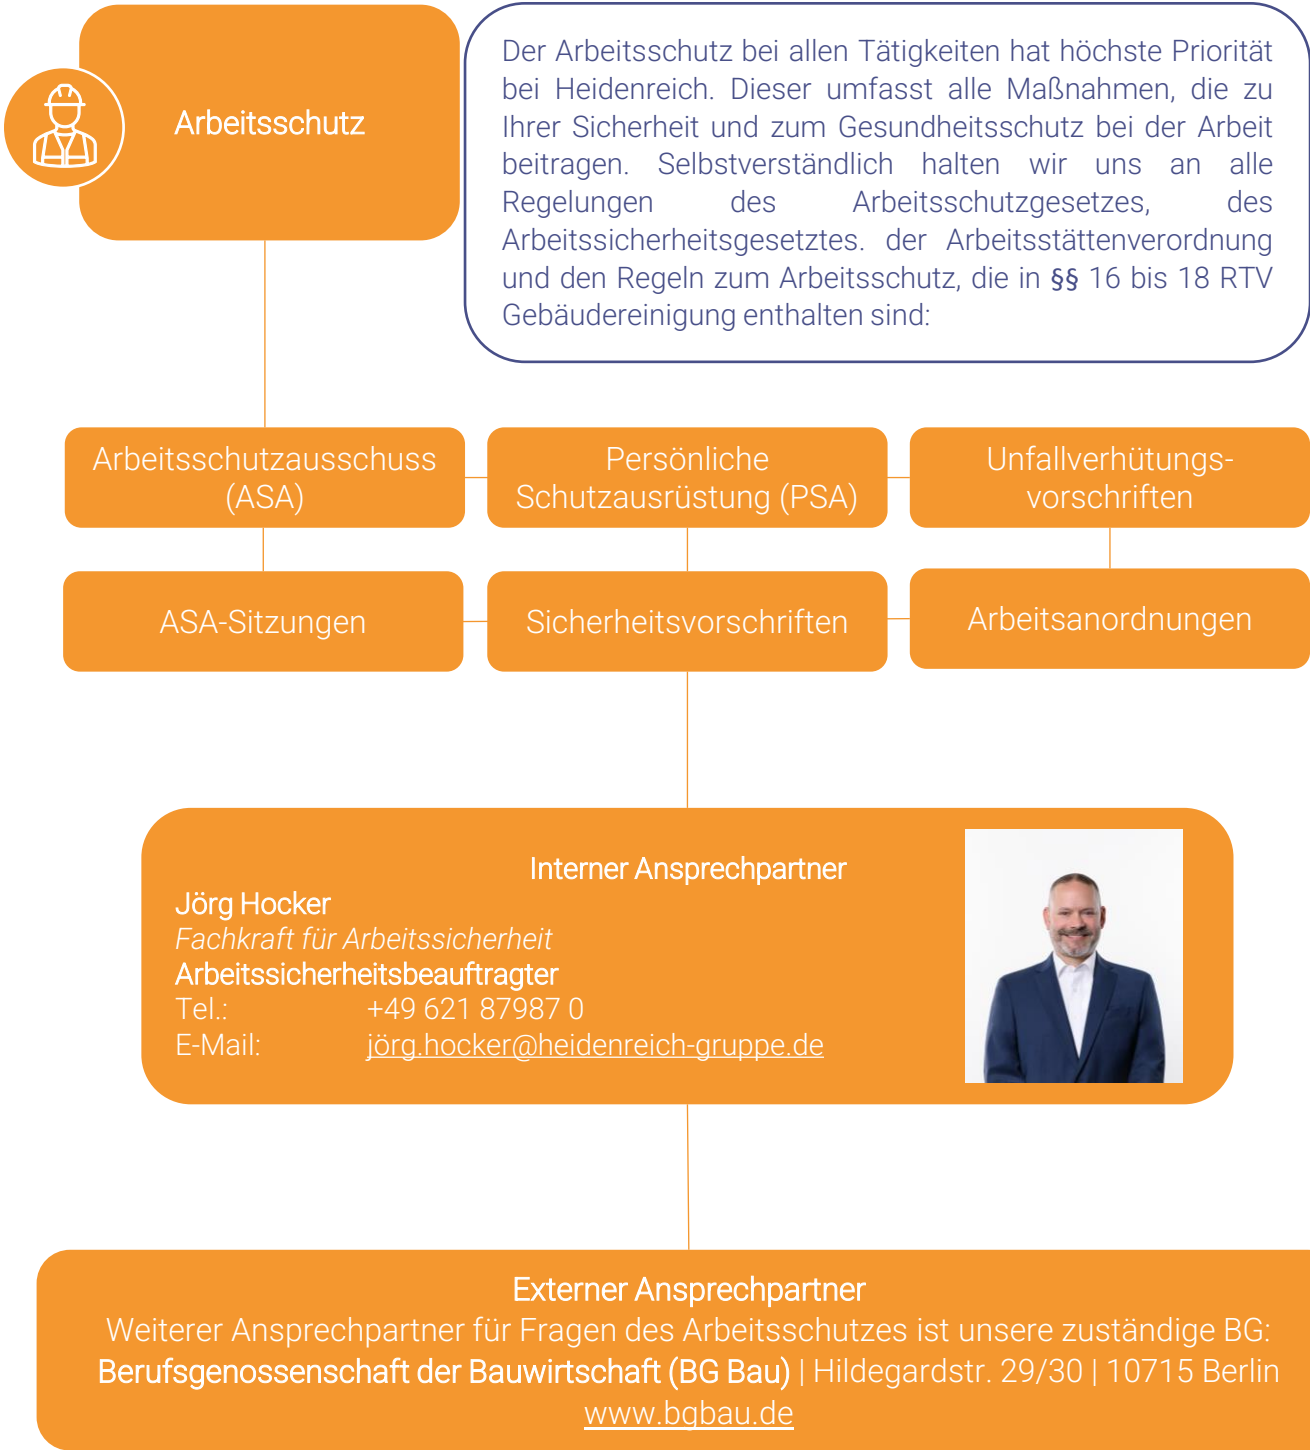 Arbeitsschutz
Der Arbeitsschutz bei allen Tätigkeiten hat höchste Priorität
bei Heidenreich. Dieser umfasst alle Maßnahmen, die zu
Ihrer Sicherheit und zum Gesundheitsschutz bei der Arbeit
beitragen. Selbstverständlich halten wir uns an alle
Regelungen des Arbeitsschutzgesetzes, des
Arbeitssicherheitsgesetztes. der Arbeitsstättenverordnung
und den Regeln zum Arbeitsschutz, die in §§ 16 bis 18 RTV
Gebäudereinigung enthalten sind:
Arbeitsschutzausschuss
(ASA)
Persönliche
Schutzausrüstung (PSA)
Unfallverhütungs-
vorschriften
ASA-Sitzungen
Sicherheitsvorschriften
Arbeitsanordnungen
Interner Ansprechpartner
Jörg Hocker
Fachkraft für Arbeitssicherheit
Arbeitssicherheitsbeauftragter
Tel.: +49 621 87987 0
E-Mail: jörg.hocker@heidenreich-gruppe.de
Externer Ansprechpartner
Weiterer Ansprechpartner für Fragen des Arbeitsschutzes ist unsere zuständige BG:
Berufsgenossenschaft der Bauwirtschaft (BG Bau) | Hildegardstr. 29/30 | 10715 Berlin
www.bgbau.de